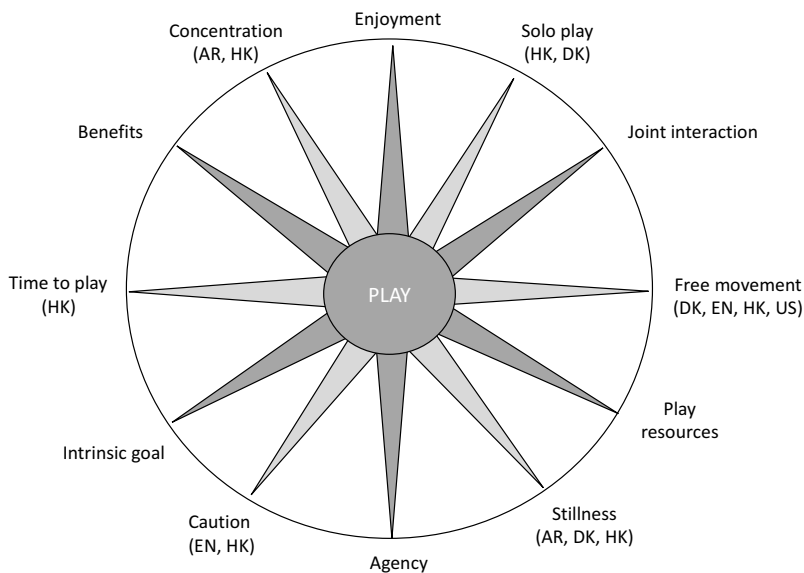 Enjoyment
Concentration
(AR, HK)
Solo play
(HK, DK)
Benefits
Joint interaction
Time to play
(HK)
PLAY
Free movement
(DK, EN, HK, US)
Play
resources
Intrinsic goal
Caution
(EN, HK)
Stillness
(AR, DK, HK)
Agency